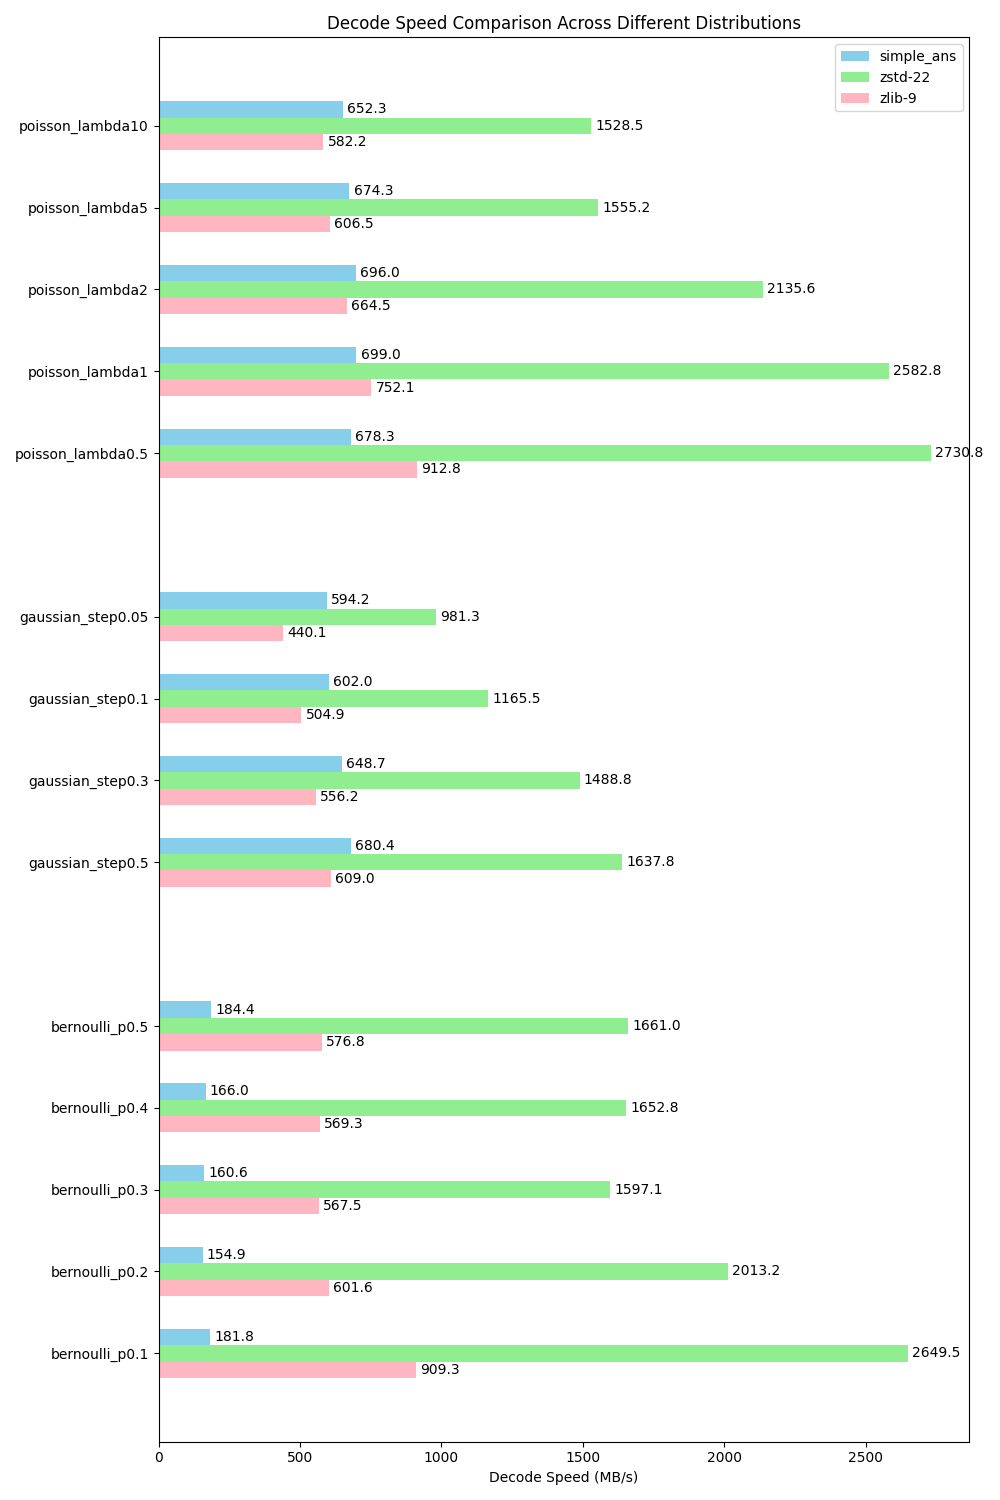 Decode Speed Comparison Across Different Distributions
simple_ans
zstd-22
zlib-9
poisson_lambda10
652.3
1528.5
582.2
poisson_lambda5
674.3
1555.2
606.5
poisson_lambda2
696.0
2135.6
664.5
poisson_lambda1
699.0
2582.8
752.1
poisson_lambda0.5
678.3
2730.8
912.8
gaussian_step0.05
594.2
981.3
440.1
gaussian_step0.1
602.0
1165.5
504.9
gaussian_step0.3
648.7
1488.8
556.2
gaussian_step0.5
680.4
1637.8
609.0
bernoulli_p0.5
184.4
1661.0
576.8
bernoulli_p0.4
166.0
1652.8
569.3
bernoulli_p0.3
160.6
1597.1
567.5
bernoulli_p0.2
154.9
2013.2
601.6
bernoulli_p0.1
181.8
2649.5
909.3
0 500 1000 1500 2000 2500
Decode Speed (MB/s)